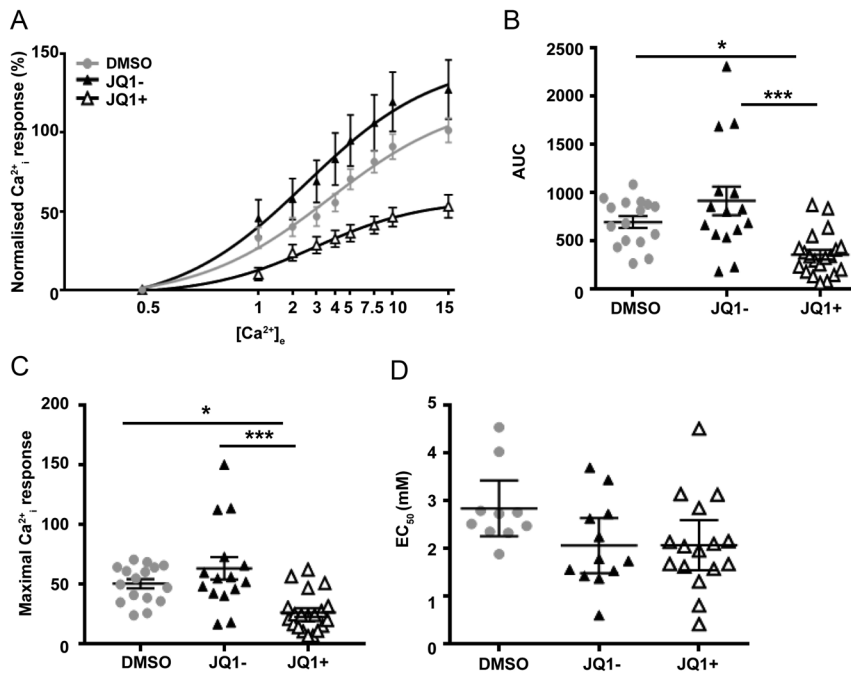 A
Normalised Ca²⁺ᵢ response (%)
150
100
50
0
DMSO
JQ1-
JQ1+
0.5 1 2 3 4 5 7.5 10 15
[Ca²⁺]ₑ
B
AUC
2500
2000
1500
1000
500
0
*
***
DMSO JQ1- JQ1+
C
Maximal Ca²⁺ᵢ response
200
150
100
50
0
*
***
DMSO JQ1- JQ1+
D
EC₅₀ (mM)
5
4
3
2
1
0
DMSO JQ1- JQ1+